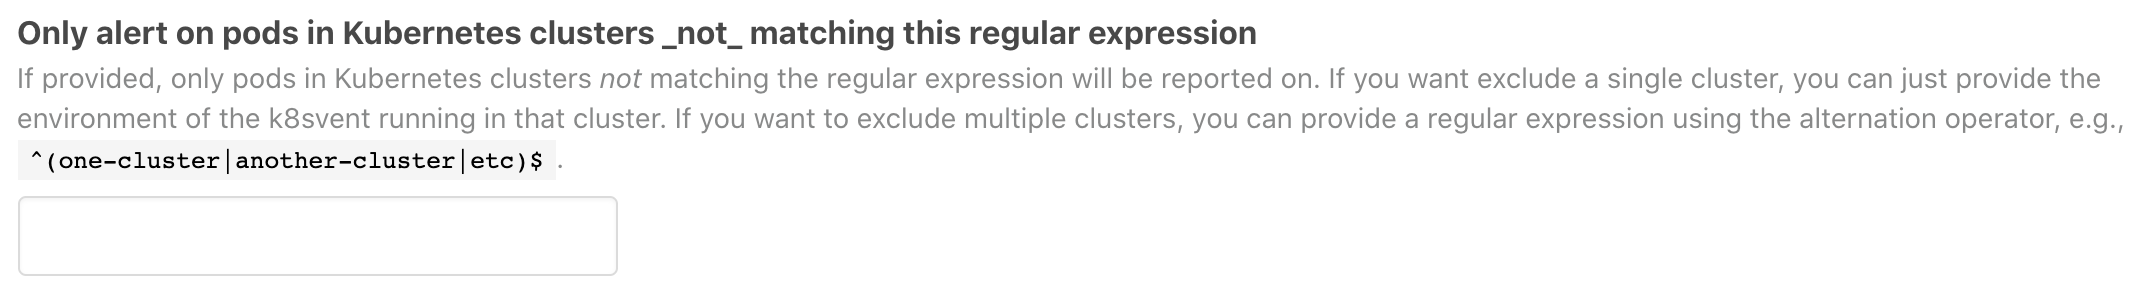 Only alert on pods in Kubernetes clusters _not_ matching this regular expression
If provided, only pods in Kubernetes clusters not matching the regular expression will be reported on. If you want exclude a single cluster, you can just provide the
environment of the k8svent running in that cluster. If you want to exclude multiple clusters, you can provide a regular expression using the alternation operator, e.g.,
^(one-cluster|another-cluster|etc)$ .